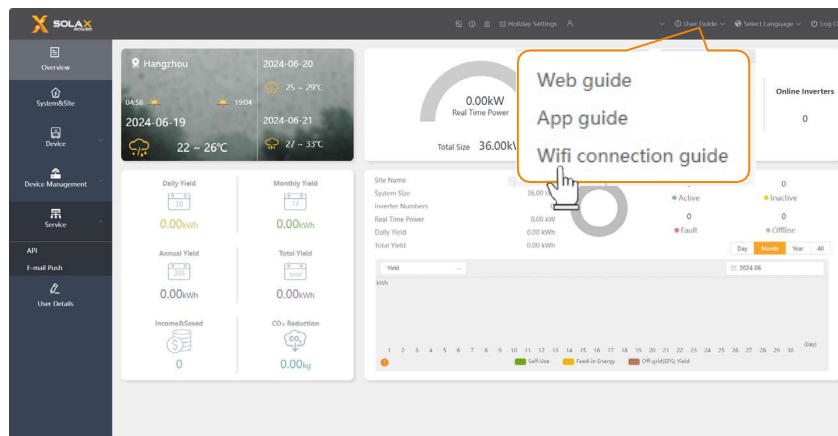 SOLAX
POWER
Holiday Settings
User Guide
Select Language
Log O
Overview
System&Site
Device
Device Management
Service
API
E-mail Push
User Details
Hangzhou
04:58
19:04
2024-06-19
22 ~ 26℃
2024-06-20
25 ~ 29℃
2024-06-21
27 ~ 33℃
0.00kW
Real Time Power
Total Size 36.00k
Web guide
App guide
Wifi connection guide
Online Inverters
0
Daily Yield
0.00kWh
Monthly Yield
12
0.00kWh
Annual Yield
365
0.00kWh
Total Yield
total
0.00kWh
Income&Saved
0
CO₂ Reduction
CO₂
0.00kg
Site Name
System Size
36.00
Inverter Numbers
Real Time Power
0.00 kW
Daily Yield
0.00 kWh
Total Yield
0.00 kWh
Active
0
Inactive
0
Fault
0
Offline
Day Month Year All
Yield
2024-06
kWh
1 2 3 4 5 6 7 8 9 10 11 12 13 14 15 16 17 18 19 20 21 22 23 24 25 26 27 28 29 30
(Day)
Self-Use Feed-in Energy Off-grid(EPS) Yield